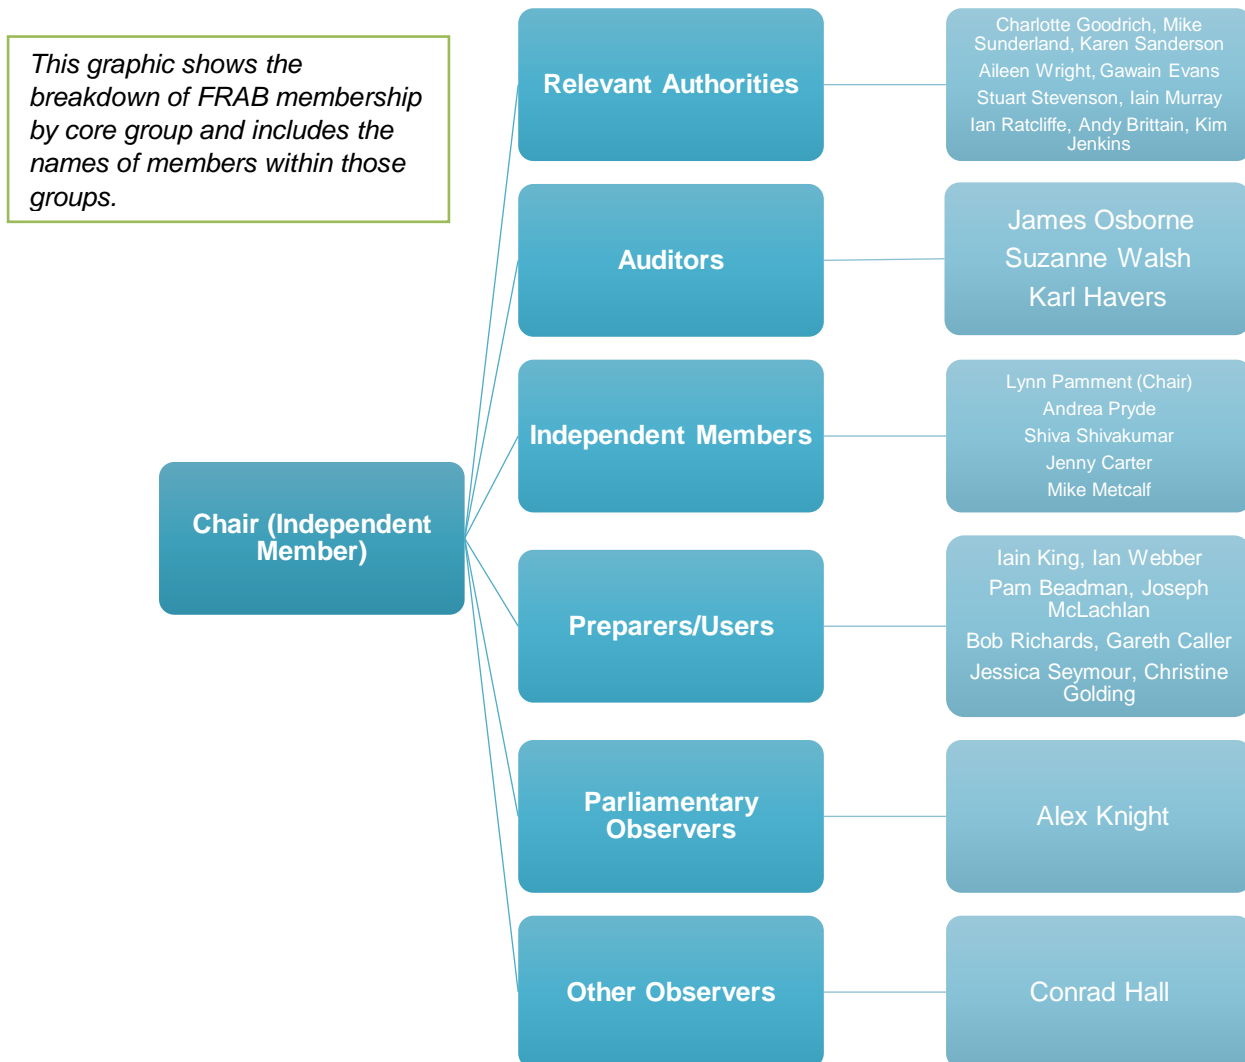 This graphic shows the
breakdown of FRAB membership
by core group and includes the
names of members within those
groups.
Chair (Independent
Member)
Relevant Authorities
Charlotte Goodrich, Mike
Sunderland, Karen Sanderson
Aileen Wright, Gawain Evans
Stuart Stevenson, Iain Murray
Ian Ratcliffe, Andy Brittain, Kim
Jenkins
Auditors
James Osborne
Suzanne Walsh
Karl Havers
Independent Members
Lynn Pamment (Chair)
Andrea Pryde
Shiva Shivakumar
Jenny Carter
Mike Metcalf
Preparers/Users
Iain King, Ian Webber
Pam Beadman, Joseph
McLachlan
Bob Richards, Gareth Caller
Jessica Seymour, Christine
Golding
Parliamentary
Observers
Alex Knight
Other Observers
Conrad Hall